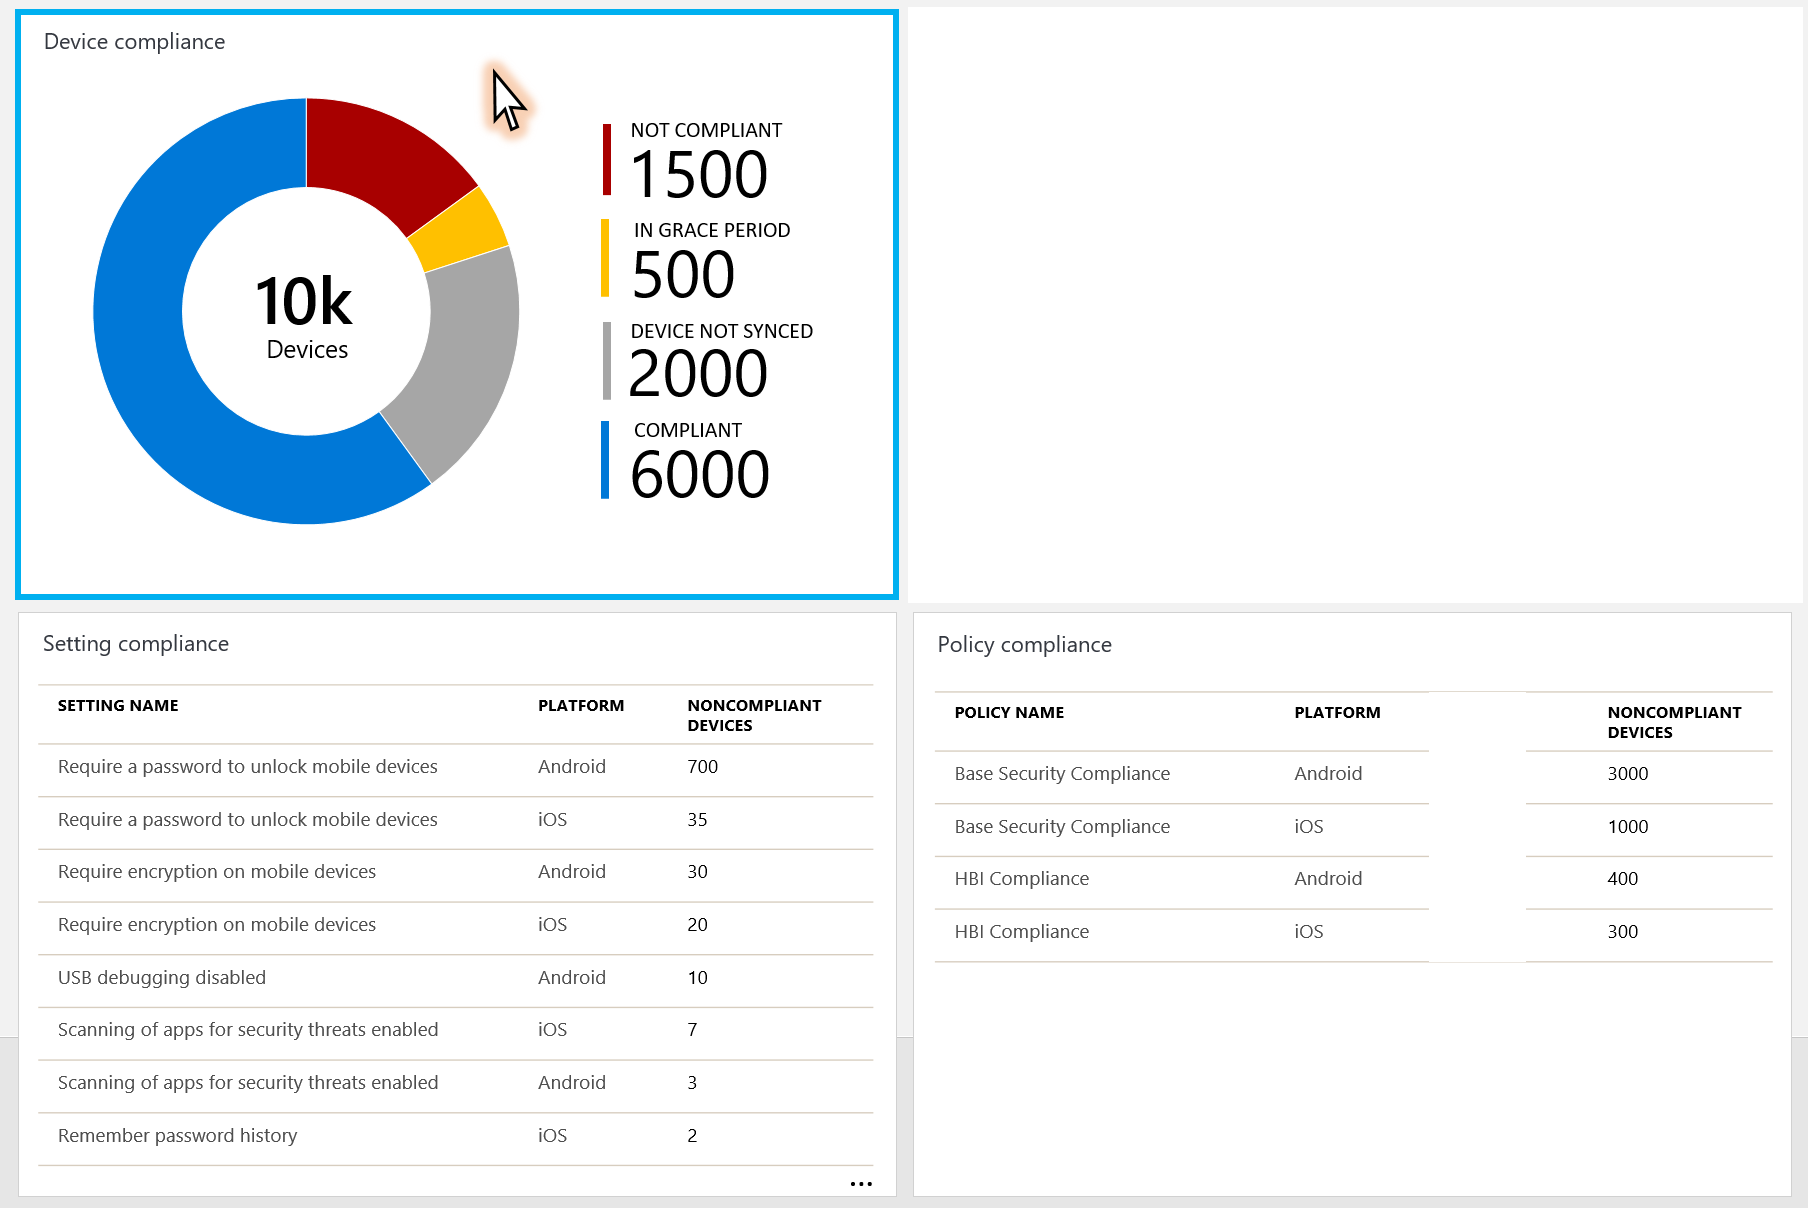 Device compliance
10k
Devices
NOT COMPLIANT
1500
IN GRACE PERIOD
500
DEVICE NOT SYNCED
2000
COMPLIANT
6000
Setting compliance
SETTING NAME PLATFORM NONCOMPLIANT
DEVICES
Require a password to unlock mobile devices Android 700
Require a password to unlock mobile devices iOS 35
Require encryption on mobile devices Android 30
Require encryption on mobile devices iOS 20
USB debugging disabled Android 10
Scanning of apps for security threats enabled iOS 7
Scanning of apps for security threats enabled Android 3
Remember password history iOS 2
Policy compliance
POLICY NAME PLATFORM NONCOMPLIANT
DEVICES
Base Security Compliance Android 3000
Base Security Compliance iOS 1000
HBI Compliance Android 400
HBI Compliance iOS 300